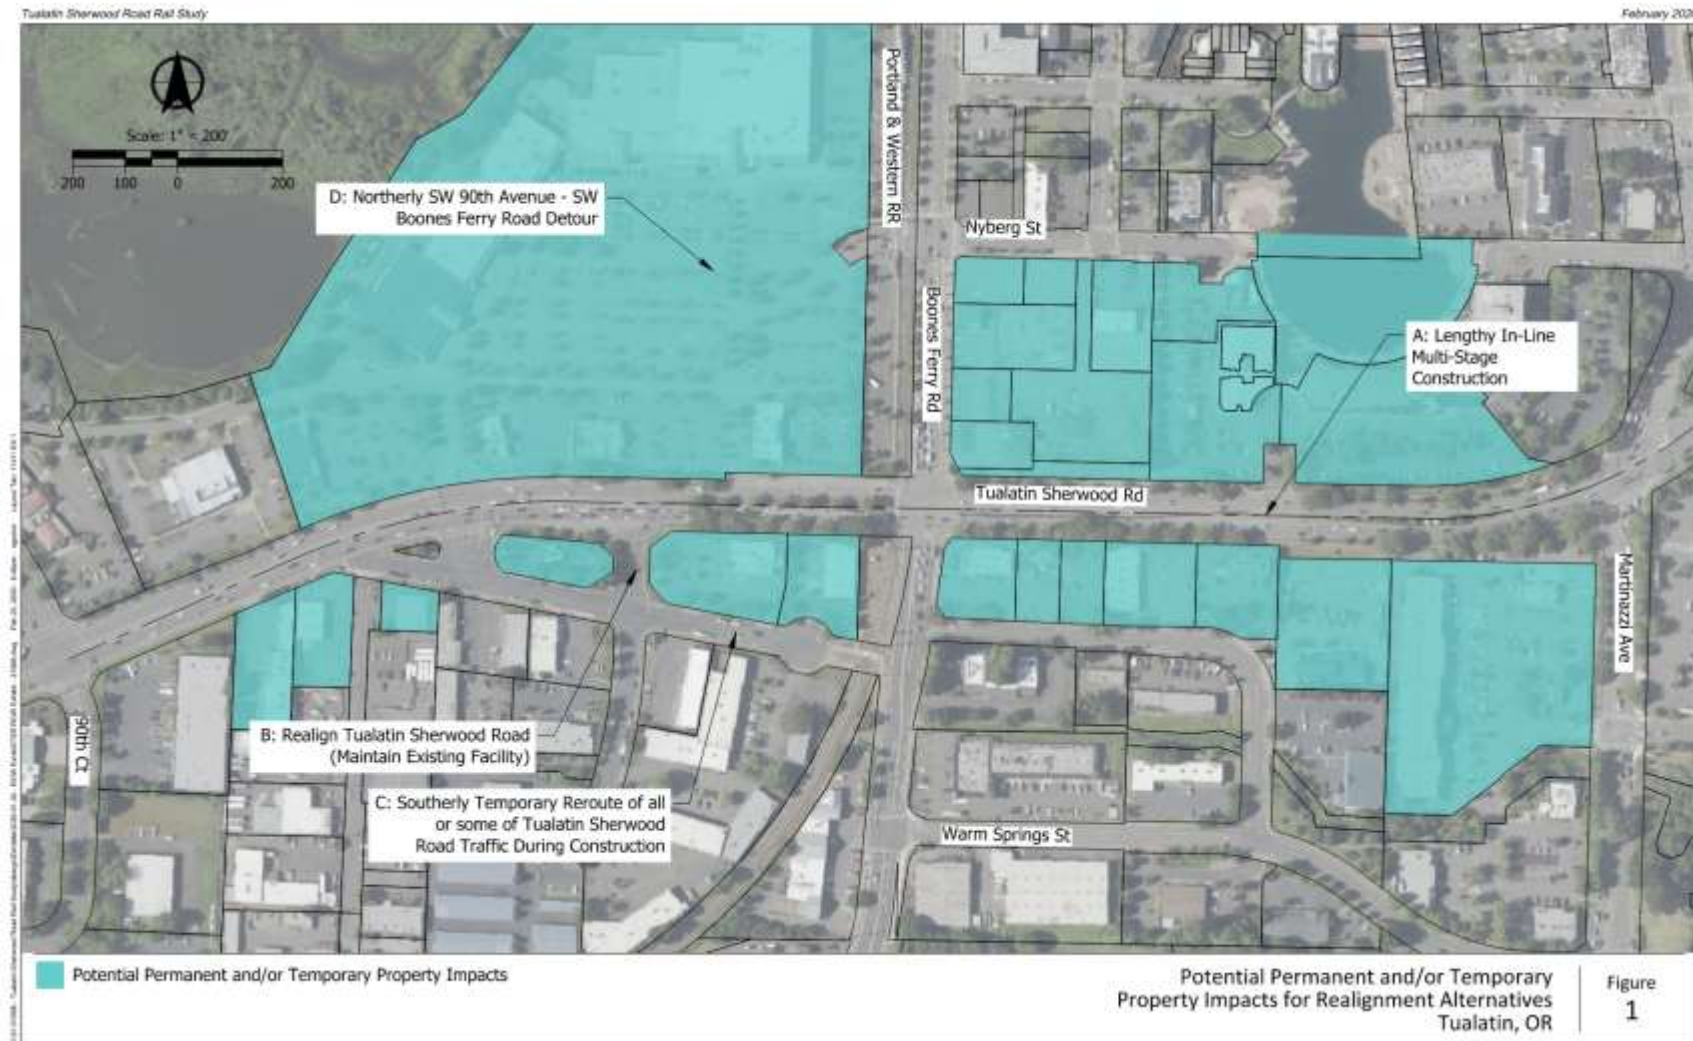 Tualatin Sherwood Road Rail Study
February 202
Scale: 1" = 200'
200 100 0 200
D: Northerly SW 90th Avenue - SW
Boones Ferry Road Detour
Portland & Western RR
Nyberg St
Boones Ferry Rd
A: Lengthy In-Line
Multi-Stage
Construction
Tualatin Sherwood Rd
Martinazzi Ave
90th Ct
B: Realign Tualatin Sherwood Road
(Maintain Existing Facility)
C: Southerly Temporary Reroute of all
or some of Tualatin Sherwood
Road Traffic During Construction
Warm Springs St
Potential Permanent and/or Temporary Property Impacts
Potential Permanent and/or Temporary
Property Impacts for Realignment Alternatives
Tualatin, OR
Figure
1